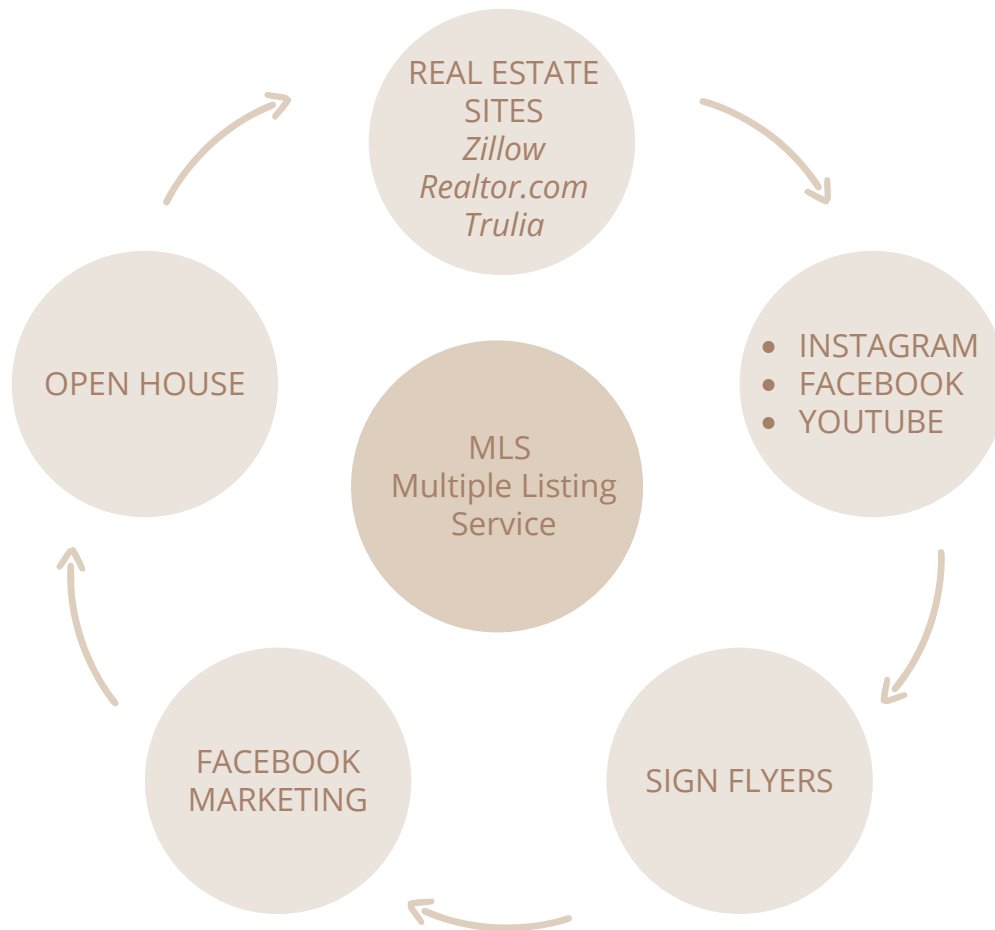 REAL ESTATE
SITES
Zillow
Realtor.com
Trulia
• INSTAGRAM
• FACEBOOK
• YOUTUBE
OPEN HOUSE
MLS
Multiple Listing
Service
FACEBOOK
MARKETING
SIGN FLYERS